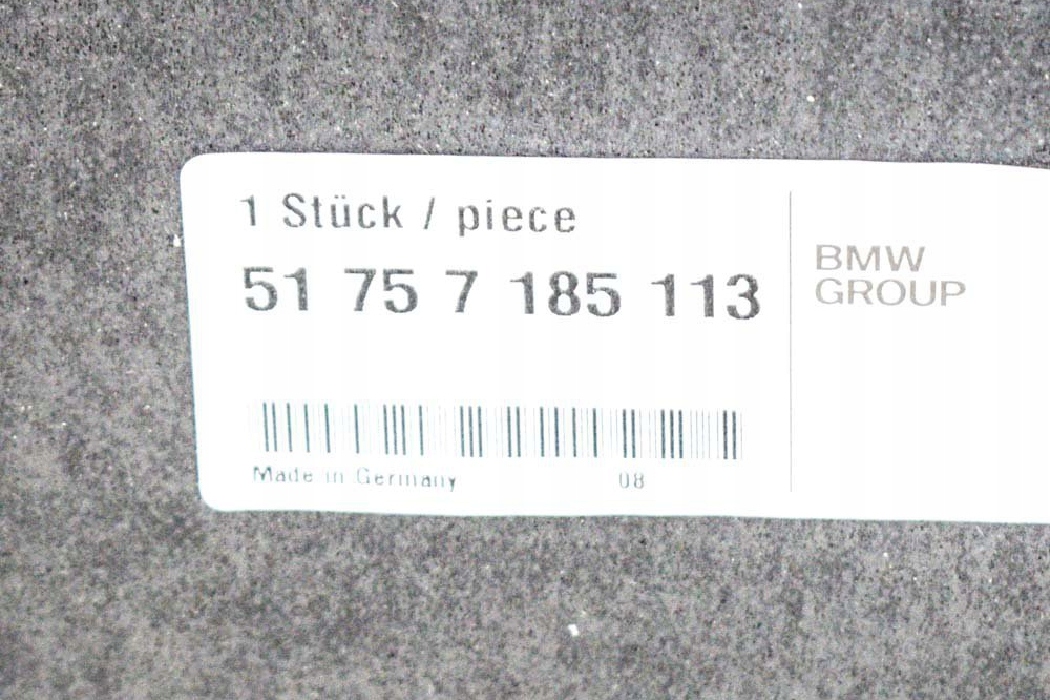 1 Stück / piece
51 75 7 185 113
Made in Germany 08
BMW
GROUP